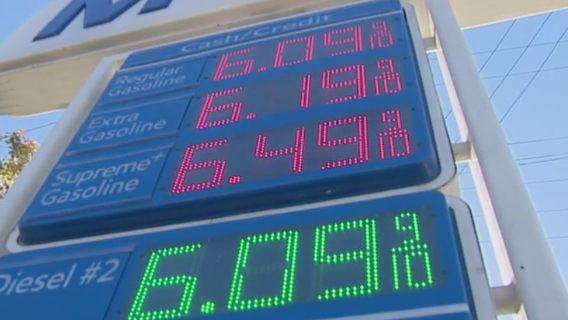 M
Cash/Credit
Regular Gasoline 6.09 9/10
Extra Gasoline 6.19 9/10
Supreme+ Gasoline 6.49 9/10
Diesel #2 6.09 9/10